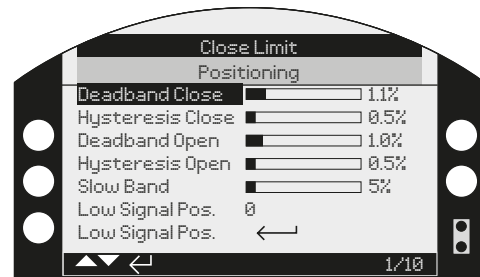 Close Limit
Positioning
Deadband Close 1.1%
Hysteresis Close 0.5%
Deadband Open 1.0%
Hysteresis Open 0.5%
Slow Band 5%
Low Signal Pos. 0
Low Signal Pos.
1/10